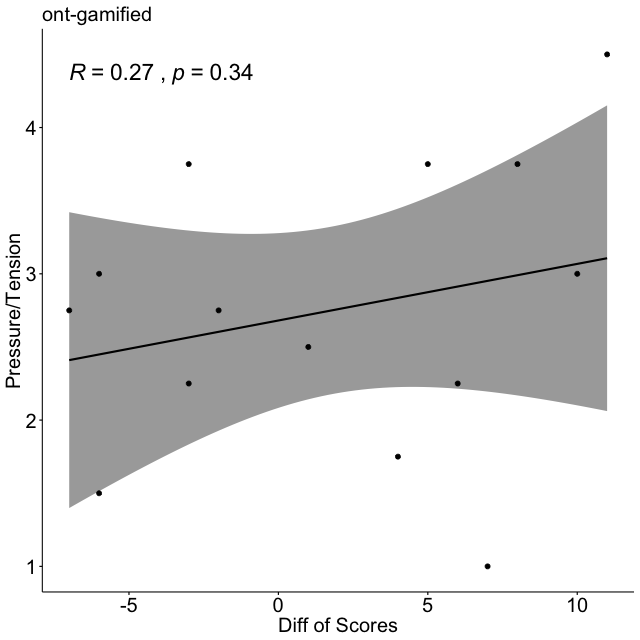 ont-gamified
R = 0.27 , p = 0.34
Pressure/Tension
4
3
2
1
-5 0 5 10
Diff of Scores